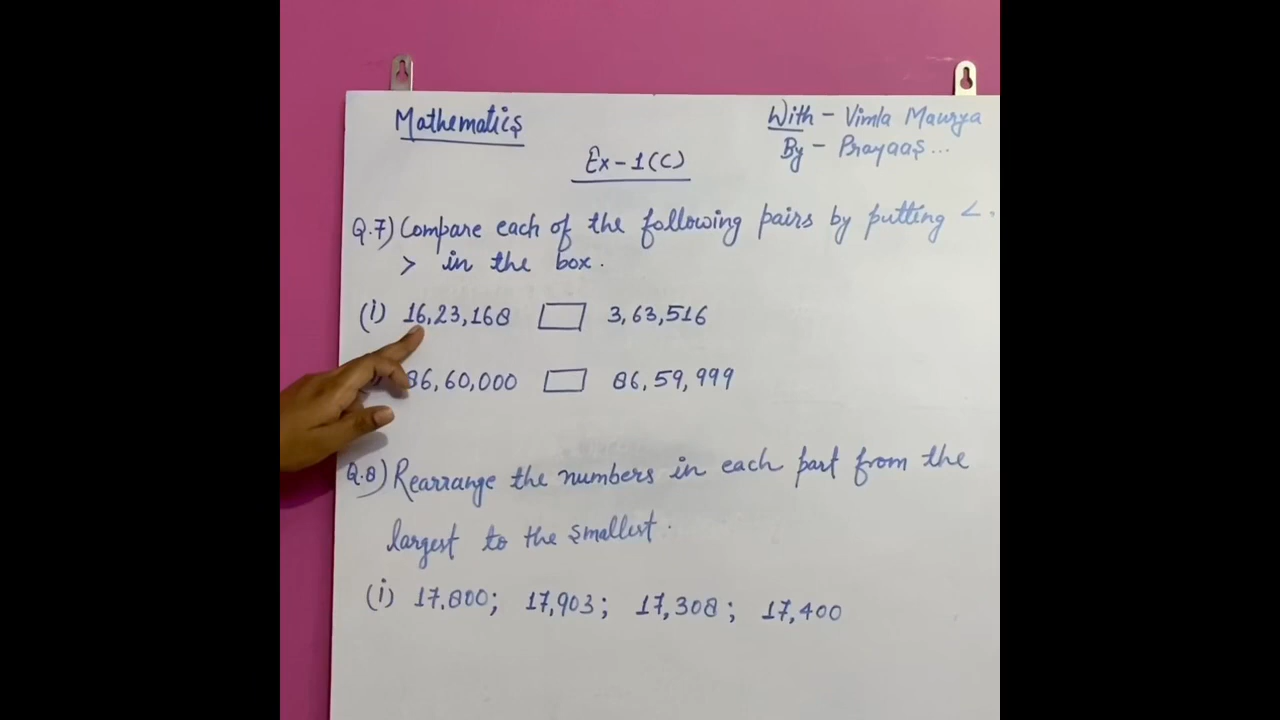 Mathematics
With - Vimla Maurya
By - Prayaas...
Ex-1(C)
Q.7) Compare each of the following pairs by putting <.
> in the box.
(i) 16,23,168 3,63,516
86,60,000 86,59,999
Q.8) Rearrange the numbers in each part from the
largest to the smallest.
(i) 17,800; 17,903; 17,308; 17,400